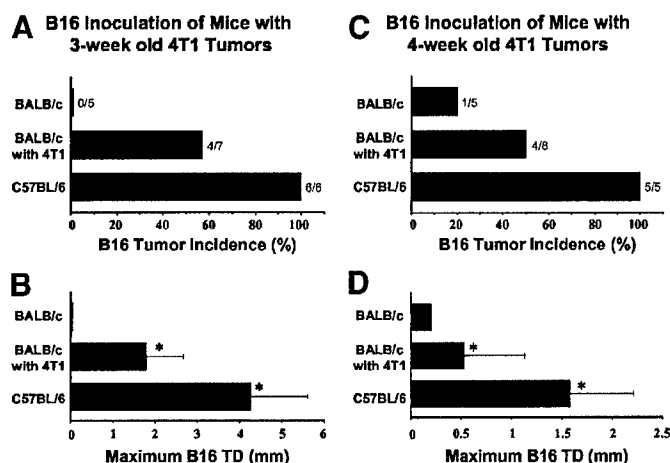 A B16 Inoculation of Mice with
3-week old 4T1 Tumors
BALB/c
0/5
BALB/c
with 4T1
4/7
C57BL/6
6/6
0 20 40 60 80 100
B16 Tumor Incidence (%)
B
BALB/c
BALB/c
with 4T1
*
C57BL/6
*
0 1 2 3 4 5 6
Maximum B16 TD (mm)
C B16 Inoculation of Mice with
4-week old 4T1 Tumors
BALB/c
1/5
BALB/c
with 4T1
4/8
C57BL/6
5/5
0 20 40 60 80 100
B16 Tumor Incidence (%)
D
BALB/c
BALB/c
with 4T1
*
C57BL/6
*
0 0.5 1 1.5 2 2.5
Maximum B16 TD (mm)